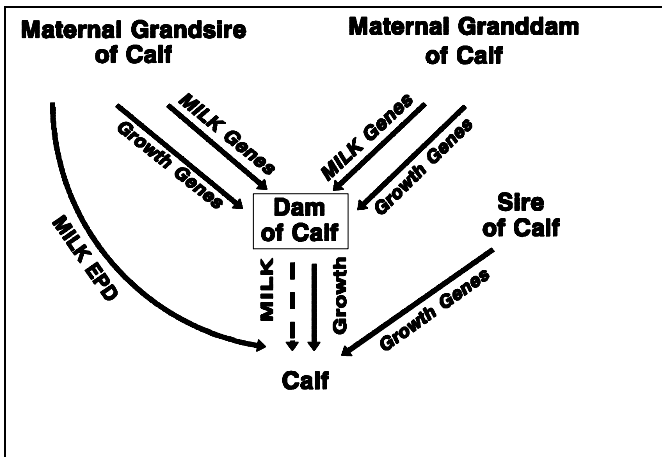 Maternal Grandsire
of Calf
Maternal Granddam
of Calf
MILK Genes
Growth Genes
MILK Genes
Growth Genes
Dam
of Calf
Sire
of Calf
MILK EPD
MILK
Growth
Growth Genes
Calf